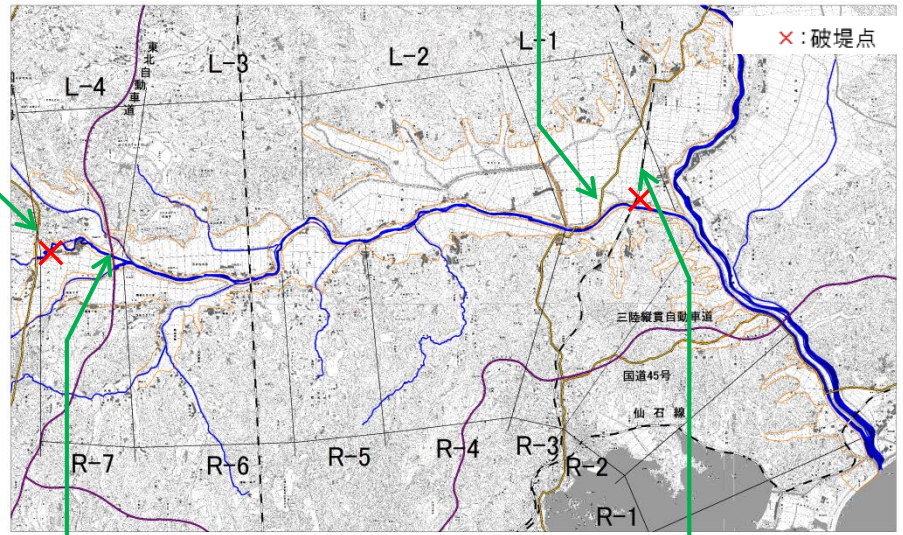 ×:破堤点
L-1
L-2
L-3
L-4
東北自動車道
三陸縦貫自動車道
国道45号
仙石線
R-7
R-6
R-5
R-4
R-3
R-2
R-1